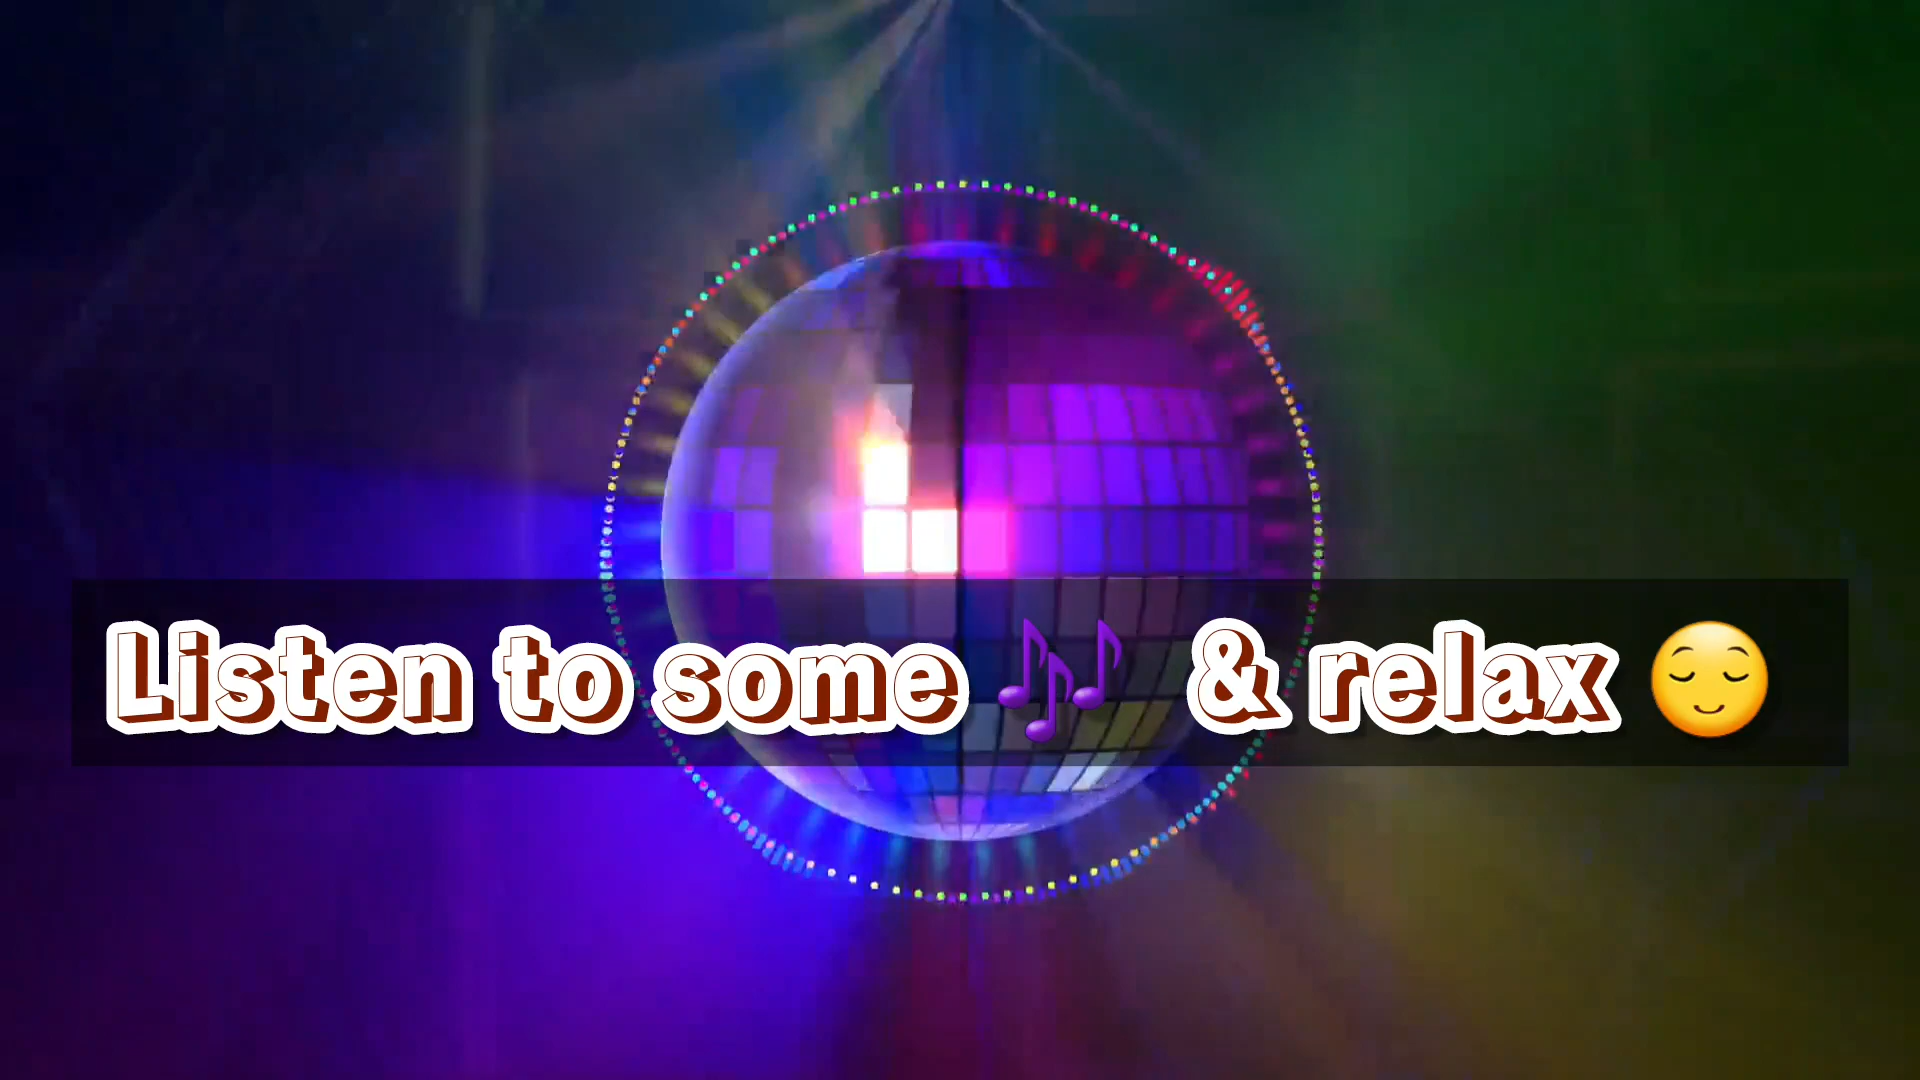 Listen to some 🎶 & relax 😌